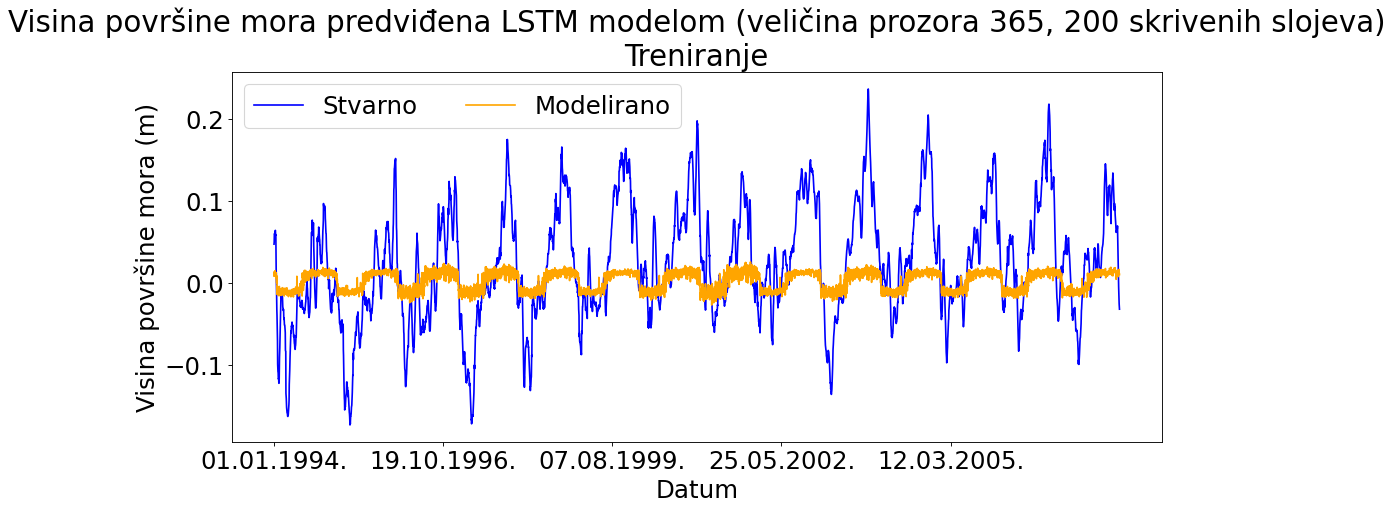 Visina površine mora predviđena LSTM modelom (veličina prozora 365, 200 skrivenih slojeva)
Treniranje
Stvarno Modelirano
Visina površine mora (m)
0.2
0.1
0.0
−0.1
01.01.1994. 19.10.1996. 07.08.1999. 25.05.2002. 12.03.2005.
Datum